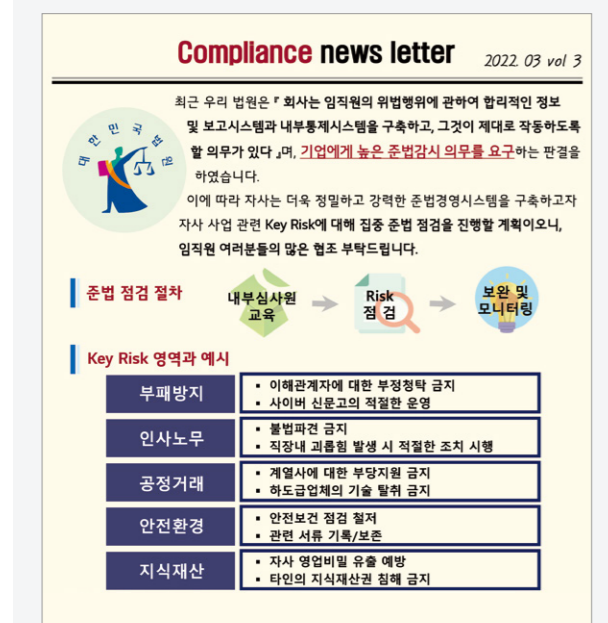 Compliance news letter
2022. 03 vol 3
대한민국법원
최근 우리 법원은 『 회사는 임직원의 위법행위에 관하여 합리적인 정보
및 보고시스템과 내부통제시스템을 구축하고, 그것이 제대로 작동하도록
할 의무가 있다 』며, 기업에게 높은 준법감시 의무를 요구하는 판결을
하였습니다.
이에 따라 자사는 더욱 정밀하고 강력한 준법경영시스템을 구축하고자
자사 사업 관련 Key Risk에 대해 집중 준법 점검을 진행할 계획이오니,
임직원 여러분들의 많은 협조 부탁드립니다.
준법 점검 절차
내부심사원
교육
Risk
점 검
보완 및
모니터링
Key Risk 영역과 예시
부패방지
▪ 이해관계자에 대한 부정청탁 금지
▪ 사이버 신문고의 적절한 운영
인사노무
▪ 불법파견 금지
▪ 직장내 괴롭힘 발생 시 적절한 조치 시행
공정거래
▪ 계열사에 대한 부당지원 금지
▪ 하도급업체의 기술 탈취 금지
안전환경
▪ 안전보건 점검 철저
▪ 관련 서류 기록/보존
지식재산
▪ 자사 영업비밀 유출 예방
▪ 타인의 지식재산권 침해 금지